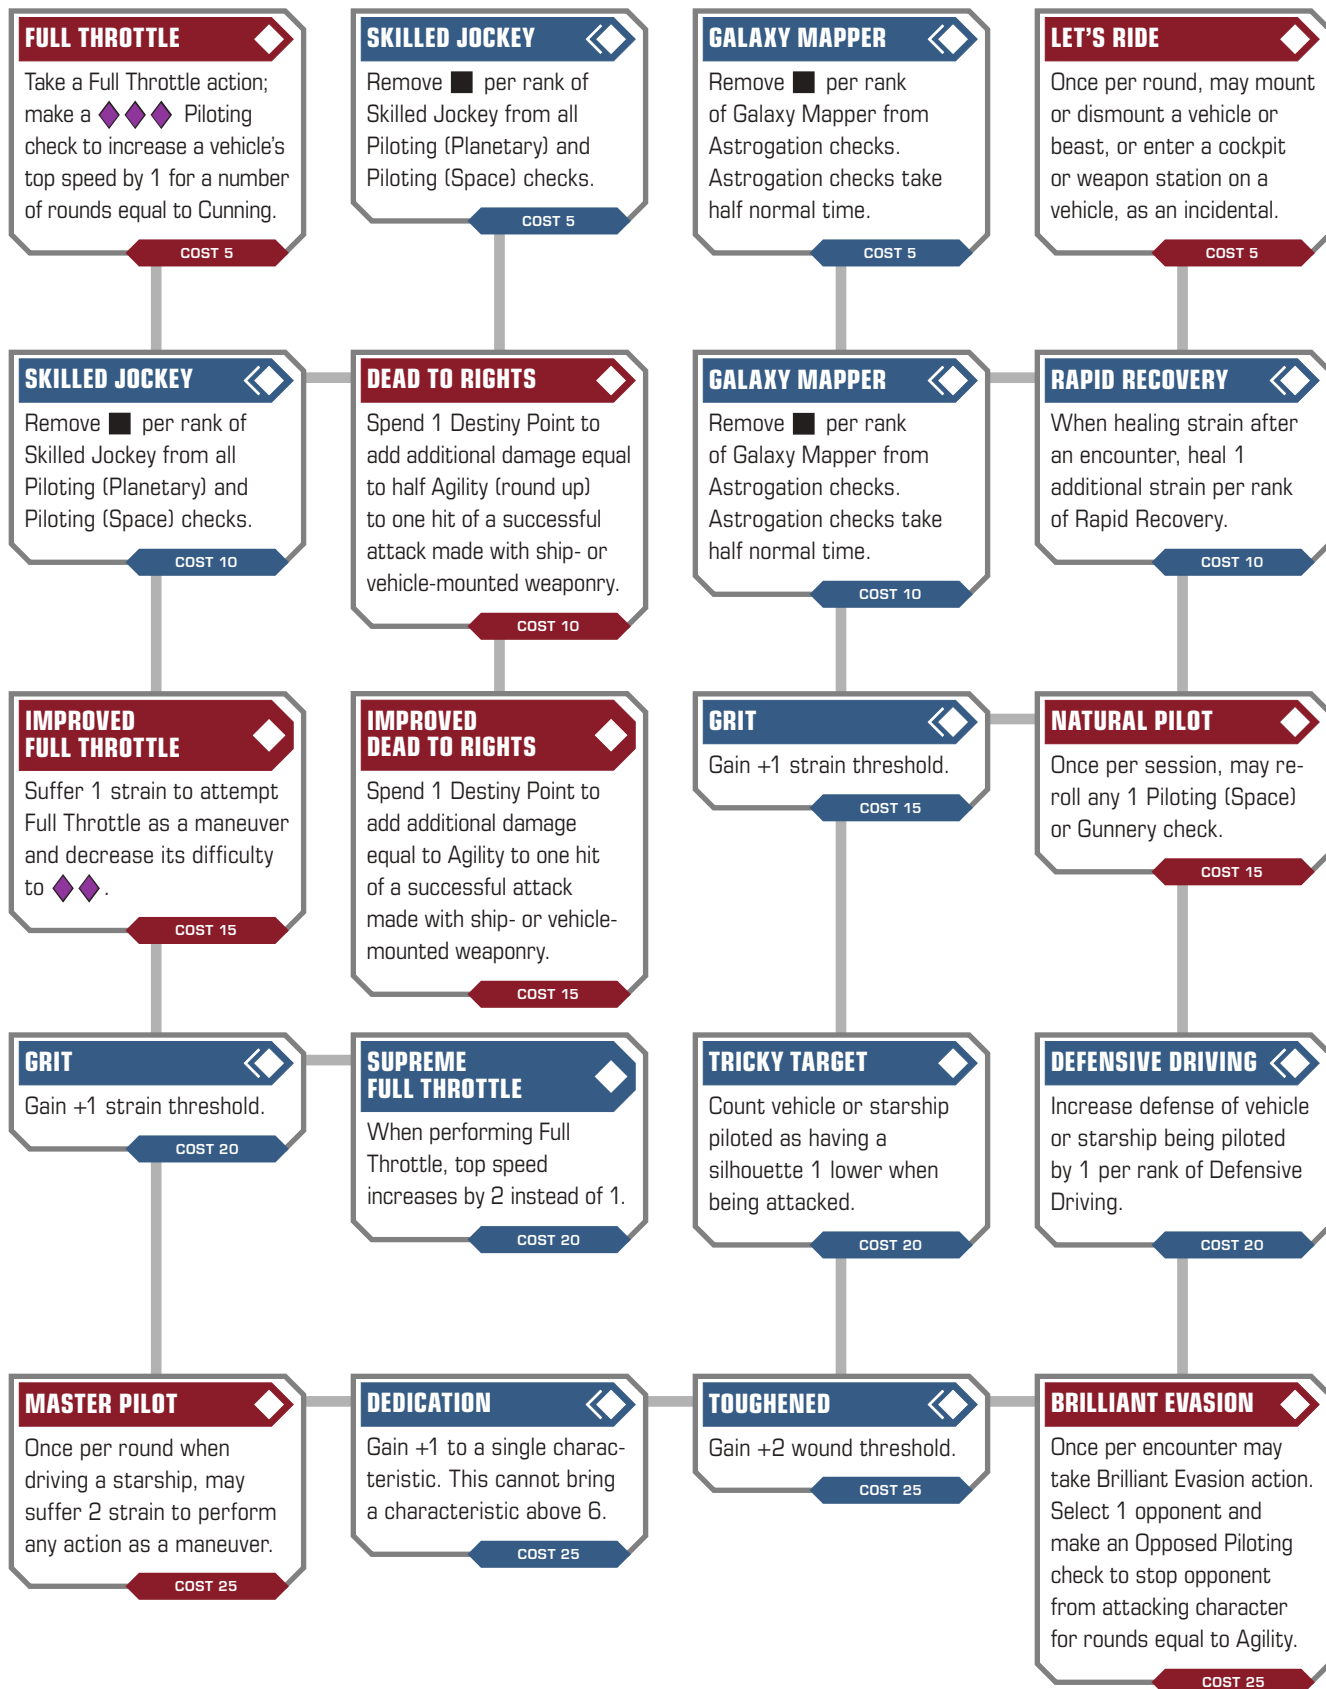 FULL THROTTLE
Take a Full Throttle action;
make a Piloting
check to increase a vehicle's
top speed by 1 for a number
of rounds equal to Cunning.
COST 5
SKILLED JOCKEY
Remove per rank of
Skilled Jockey from all
Piloting (Planetary) and
Piloting (Space) checks.
COST 5
GALAXY MAPPER
Remove per rank
of Galaxy Mapper from
Astrogation checks.
Astrogation checks take
half normal time.
COST 5
LET'S RIDE
Once per round, may mount
or dismount a vehicle or
beast, or enter a cockpit
or weapon station on a
vehicle, as an incidental.
COST 5
SKILLED JOCKEY
Remove per rank of
Skilled Jockey from all
Piloting (Planetary) and
Piloting (Space) checks.
COST 10
DEAD TO RIGHTS
Spend 1 Destiny Point to
add additional damage equal
to half Agility (round up)
to one hit of a successful
attack made with ship- or
vehicle-mounted weaponry.
COST 10
GALAXY MAPPER
Remove per rank
of Galaxy Mapper from
Astrogation checks.
Astrogation checks take
half normal time.
COST 10
RAPID RECOVERY
When healing strain after
an encounter, heal 1
additional strain per rank
of Rapid Recovery.
COST 10
IMPROVED
FULL THROTTLE
Suffer 1 strain to attempt
Full Throttle as a maneuver
and decrease its difficulty
to .
COST 15
IMPROVED
DEAD TO RIGHTS
Spend 1 Destiny Point to
add additional damage
equal to Agility to one hit
of a successful attack
made with ship- or vehicle-
mounted weaponry.
COST 15
GRIT
Gain +1 strain threshold.
COST 15
NATURAL PILOT
Once per session, may re-
roll any 1 Piloting (Space)
or Gunnery check.
COST 15
GRIT
Gain +1 strain threshold.
COST 20
SUPREME
FULL THROTTLE
When performing Full
Throttle, top speed
increases by 2 instead of 1.
COST 20
TRICKY TARGET
Count vehicle or starship
piloted as having a
silhouette 1 lower when
being attacked.
COST 20
DEFENSIVE DRIVING
Increase defense of vehicle
or starship being piloted
by 1 per rank of Defensive
Driving.
COST 20
MASTER PILOT
Once per round when
driving a starship, may
suffer 2 strain to perform
any action as a maneuver.
COST 25
DEDICATION
Gain +1 to a single charac-
teristic. This cannot bring
a characteristic above 6.
COST 25
TOUGHENED
Gain +2 wound threshold.
COST 25
BRILLIANT EVASION
Once per encounter may
take Brilliant Evasion action.
Select 1 opponent and
make an Opposed Piloting
check to stop opponent
from attacking character
for rounds equal to Agility.
COST 25